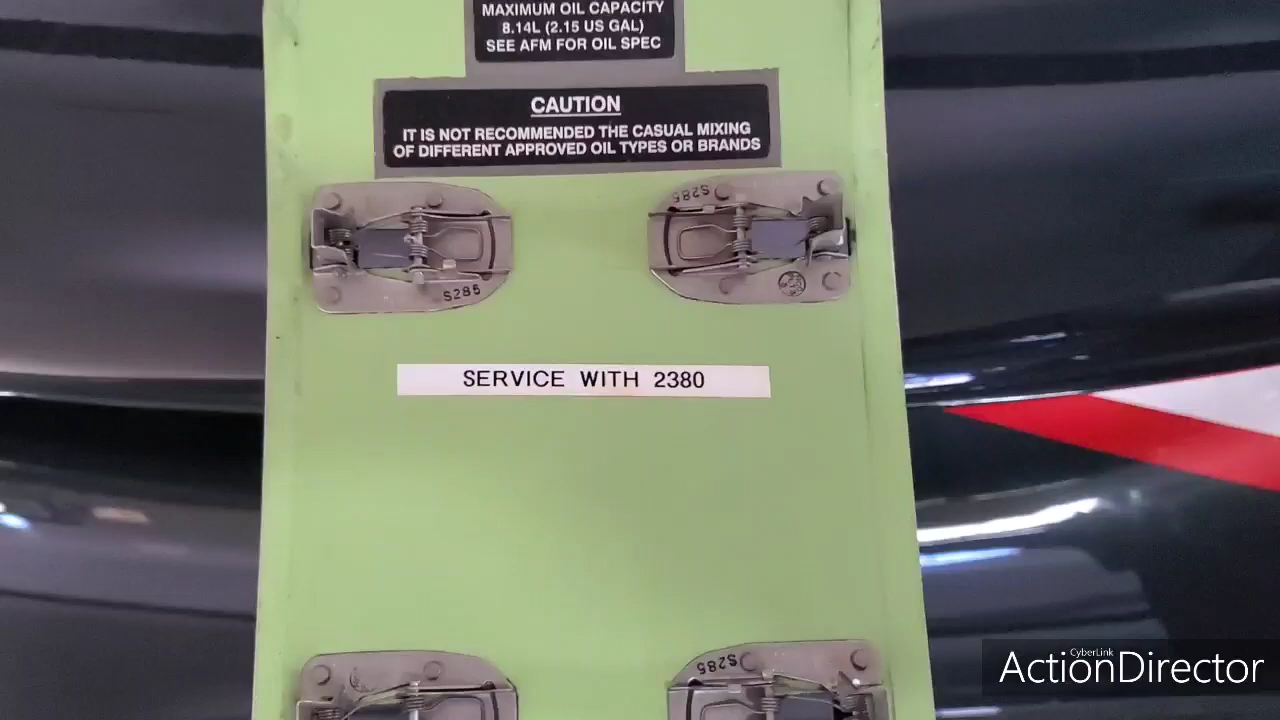 MAXIMUM OIL CAPACITY
8.14L (2.15 US GAL)
SEE AFM FOR OIL SPEC
CAUTION
IT IS NOT RECOMMENDED THE CASUAL MIXING
OF DIFFERENT APPROVED OIL TYPES OR BRANDS
S285
S285
SERVICE WITH 2380
S285
CyberLink
ActionDirector